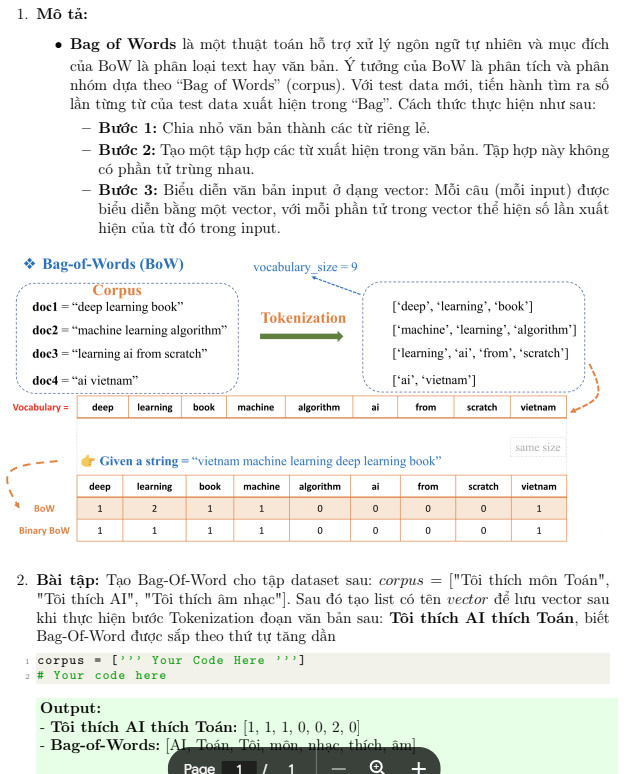 1. Mô tả:
• Bag of Words là một thuật toán hỗ trợ xử lý ngôn ngữ tự nhiên và mục đích
của BoW là phân loại text hay văn bản. Ý tưởng của BoW là phân tích và phân
nhóm dựa theo “Bag of Words” (corpus). Với test data mới, tiến hành tìm ra số
lần từng từ của test data xuất hiện trong “Bag”. Cách thức thực hiện như sau:
– Bước 1: Chia nhỏ văn bản thành các từ riêng lẻ.
– Bước 2: Tạo một tập hợp các từ xuất hiện trong văn bản. Tập hợp này không
có phần tử trùng nhau.
– Bước 3: Biểu diễn văn bản input ở dạng vector: Mỗi câu (mỗi input) được
biểu diễn bằng một vector, với mỗi phần tử trong vector thể hiện số lần xuất
hiện của từ đó trong input.
❖ Bag-of-Words (BoW)
vocabulary_size = 9
Corpus
doc1 = “deep learning book”
doc2 = “machine learning algorithm”
doc3 = “learning ai from scratch”
doc4 = “ai vietnam”
Tokenization
[‘deep’, ‘learning’, ‘book’]
[‘machine’, ‘learning’, ‘algorithm’]
[‘learning’, ‘ai’, ‘from’, ‘scratch’]
[‘ai’, ‘vietnam’]
Vocabulary = deep learning book machine algorithm ai from scratch vietnam
same size
👉 Given a string = “vietnam machine learning deep learning book”
deep learning book machine algorithm ai from scratch vietnam
BoW 1 2 1 1 0 0 0 0 1
Binary BoW 1 1 1 1 0 0 0 0 1
2. Bài tập: Tạo Bag-Of-Word cho tập dataset sau: corpus = ["Tôi thích môn Toán",
"Tôi thích AI", "Tôi thích âm nhạc"]. Sau đó tạo list có tên vector để lưu vector sau
khi thực hiện bước Tokenization đoạn văn bản sau: Tôi thích AI thích Toán, biết
Bag-Of-Word được sắp theo thứ tự tăng dần
1 corpus = [''' Your Code Here ''']
2 # Your code here
Output:
- Tôi thích AI thích Toán: [1, 1, 1, 0, 0, 2, 0]
- Bag-of-Words: [AI, Toán, Tôi, môn, nhạc, thích, âm]
Page 1 / 1 — +